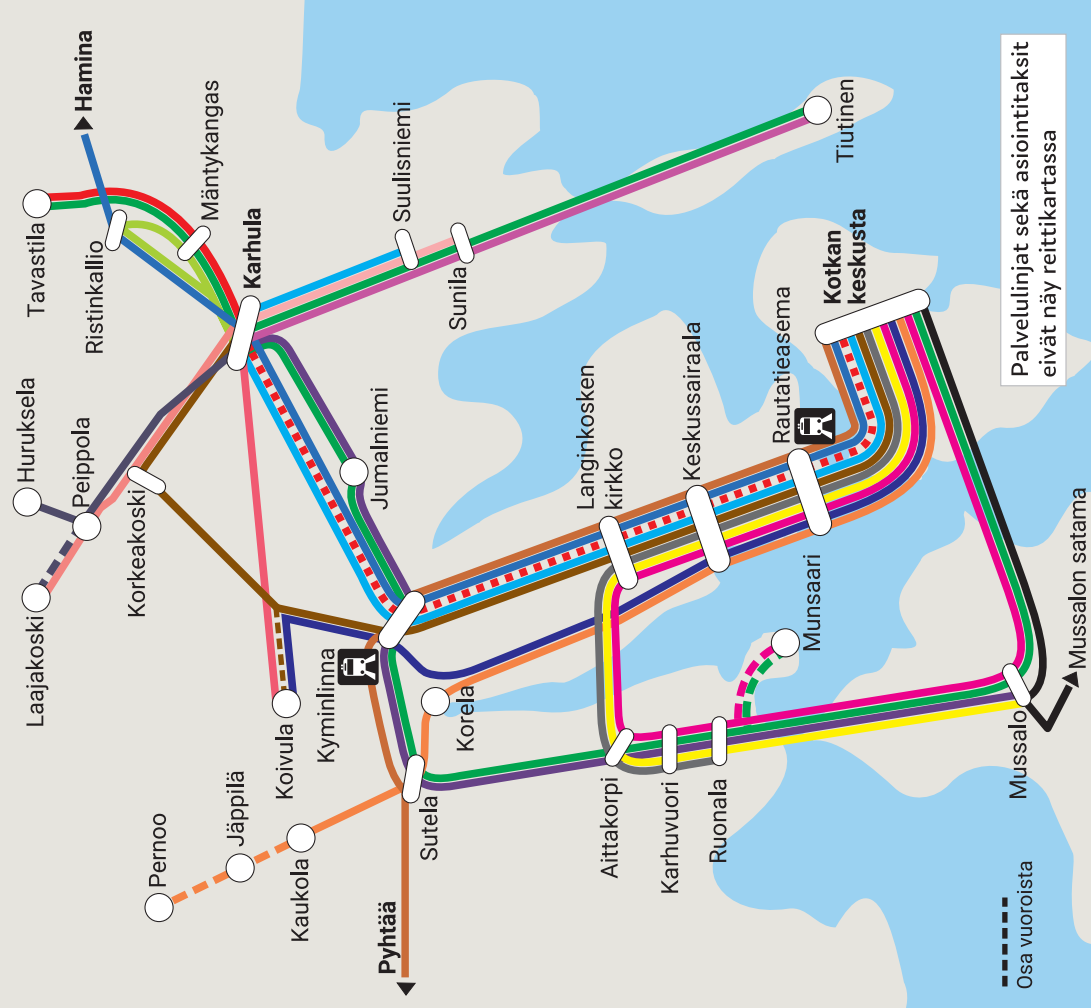 Hamina
Tavastila
Mäntykangas
Ristinkallio
Karhula
Suulisniemi
Sunila
Tiutinen
Huruksela
Peippola
Laajakoski
Korkeakoski
Jumalniemi
Koivula
Kyminlinna
Korela
Pernoo
Jäppilä
Kaukola
Sutela
Pyhtää
Langinkosken
kirkko
Keskussairaala
Rautatieasema
Kotkan
keskusta
Munsaari
Aittakorpi
Karhuvuori
Ruonala
Mussalo
Mussalon satama
Palvelulinjat sekä asiointitaksit
eivät näy reittikartassa
Osa vuoroista